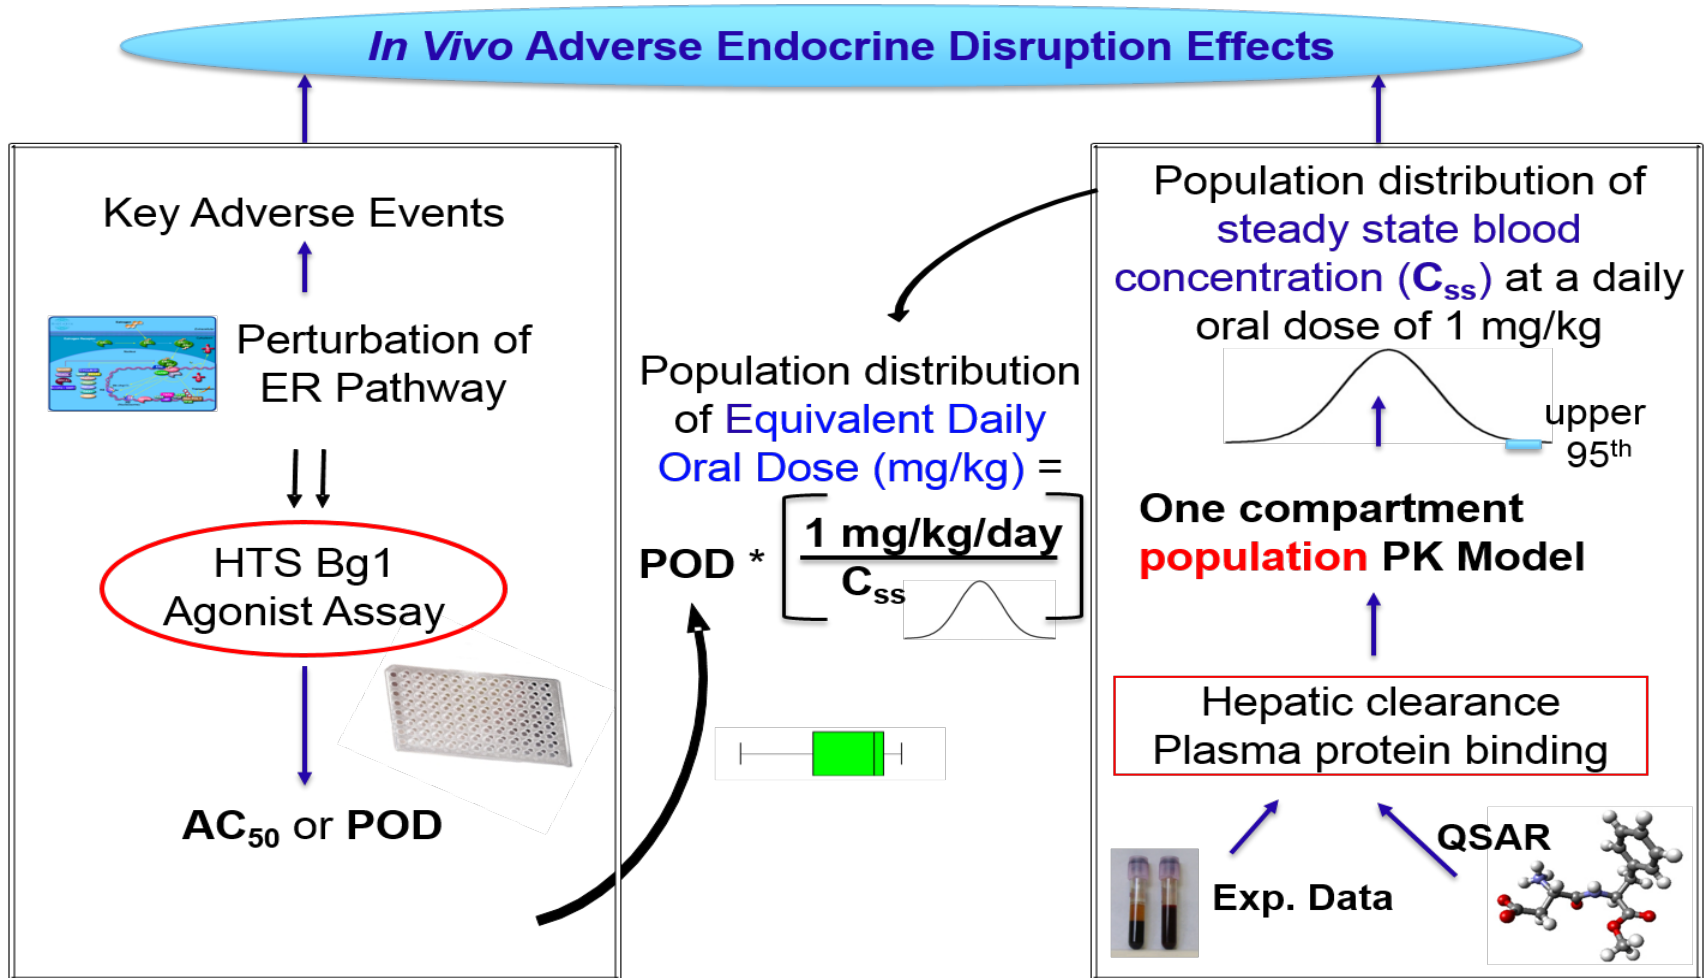 In Vivo Adverse Endocrine Disruption Effects
Key Adverse Events
Perturbation of
ER Pathway
HTS Bg1
Agonist Assay
AC50 or POD
Population distribution
of Equivalent Daily
Oral Dose (mg/kg) =
POD * [1 mg/kg/day
Css]
Population distribution of
steady state blood
concentration (Css) at a daily
oral dose of 1 mg/kg
upper
95th
One compartment
population PK Model
Hepatic clearance
Plasma protein binding
Exp. Data
QSAR